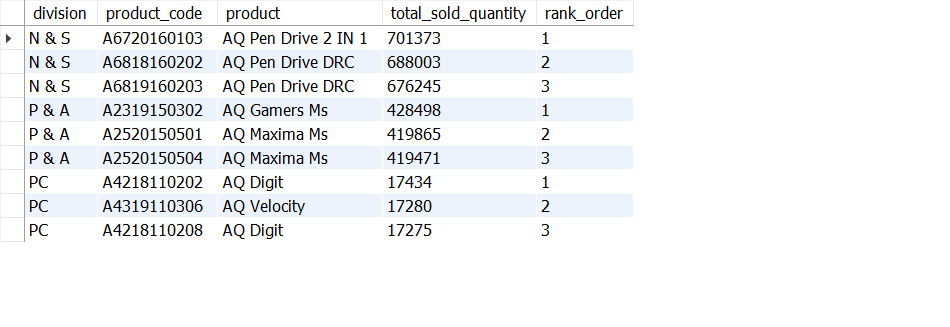 division product_code product total_sold_quantity rank_order
N & S A6720160103 AQ Pen Drive 2 IN 1 701373 1
N & S A6818160202 AQ Pen Drive DRC 688003 2
N & S A6819160203 AQ Pen Drive DRC 676245 3
P & A A2319150302 AQ Gamers Ms 428498 1
P & A A2520150501 AQ Maxima Ms 419865 2
P & A A2520150504 AQ Maxima Ms 419471 3
PC A4218110202 AQ Digit 17434 1
PC A4319110306 AQ Velocity 17280 2
PC A4218110208 AQ Digit 17275 3